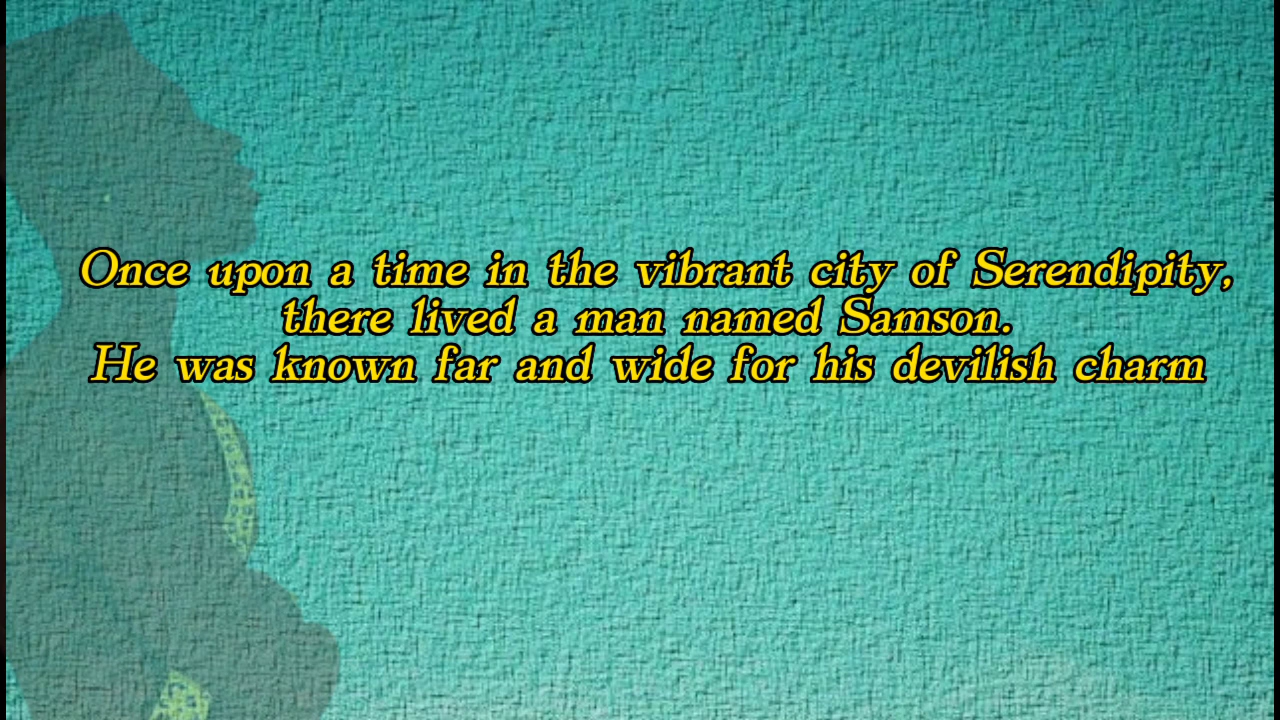 Once upon a time in the vibrant city of Serendipity,
there lived a man named Samson.
He was known far and wide for his devilish charm